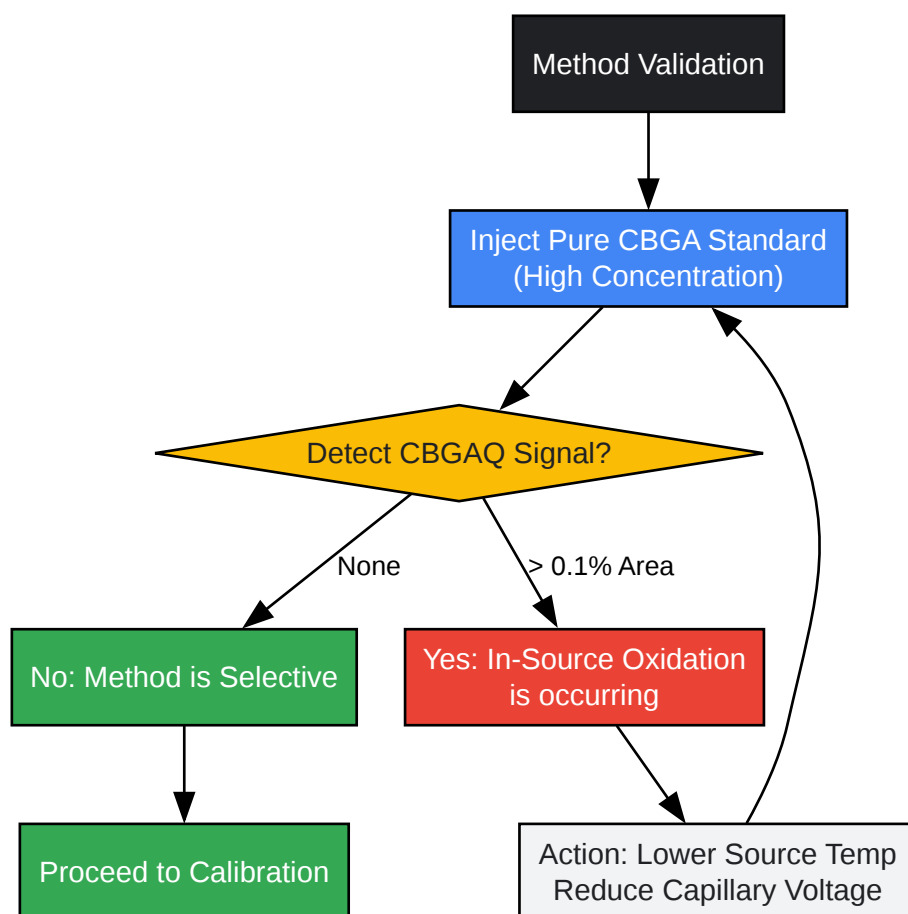 Method Validation
Inject Pure CBGA Standard
(High Concentration)
Detect CBGAQ Signal?
None
> 0.1% Area
No: Method is Selective
Yes: In-Source Oxidation
is occurring
Proceed to Calibration
Action: Lower Source Temp
Reduce Capillary Voltage